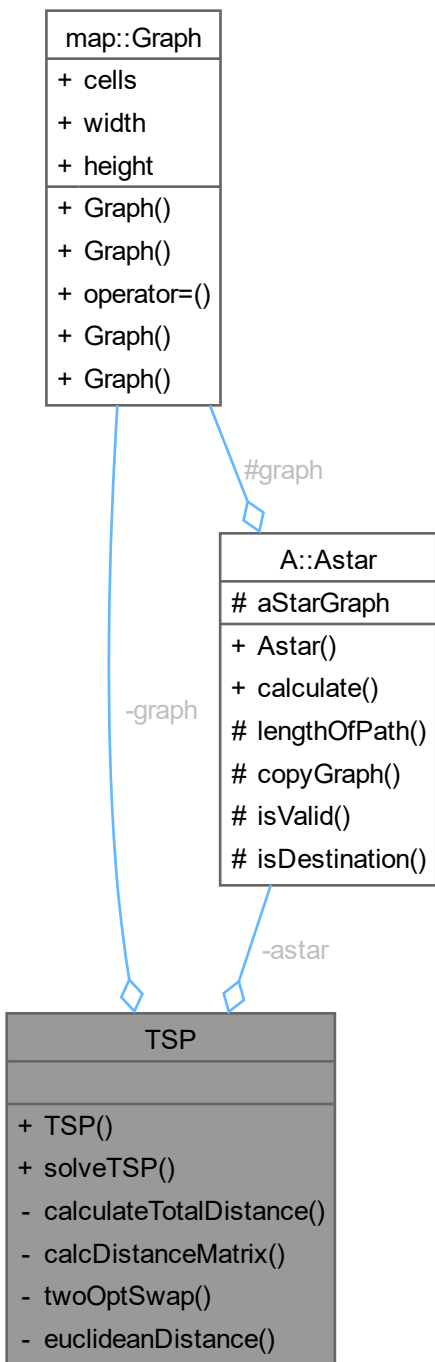 map::Graph
+ cells
+ width
+ height
+ Graph()
+ Graph()
+ operator=()
+ Graph()
+ Graph()
#graph
A::Astar
# aStarGraph
+ Astar()
+ calculate()
# lengthOfPath()
# copyGraph()
# isValid()
# isDestination()
-graph
-astar
TSP
+ TSP()
+ solveTSP()
- calculateTotalDistance()
- calcDistanceMatrix()
- twoOptSwap()
- euclideanDistance()